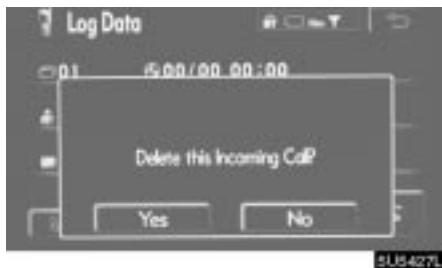 Log Data
01 00/00 00:00
Delete this Incoming Call?
Yes No
5U5427L